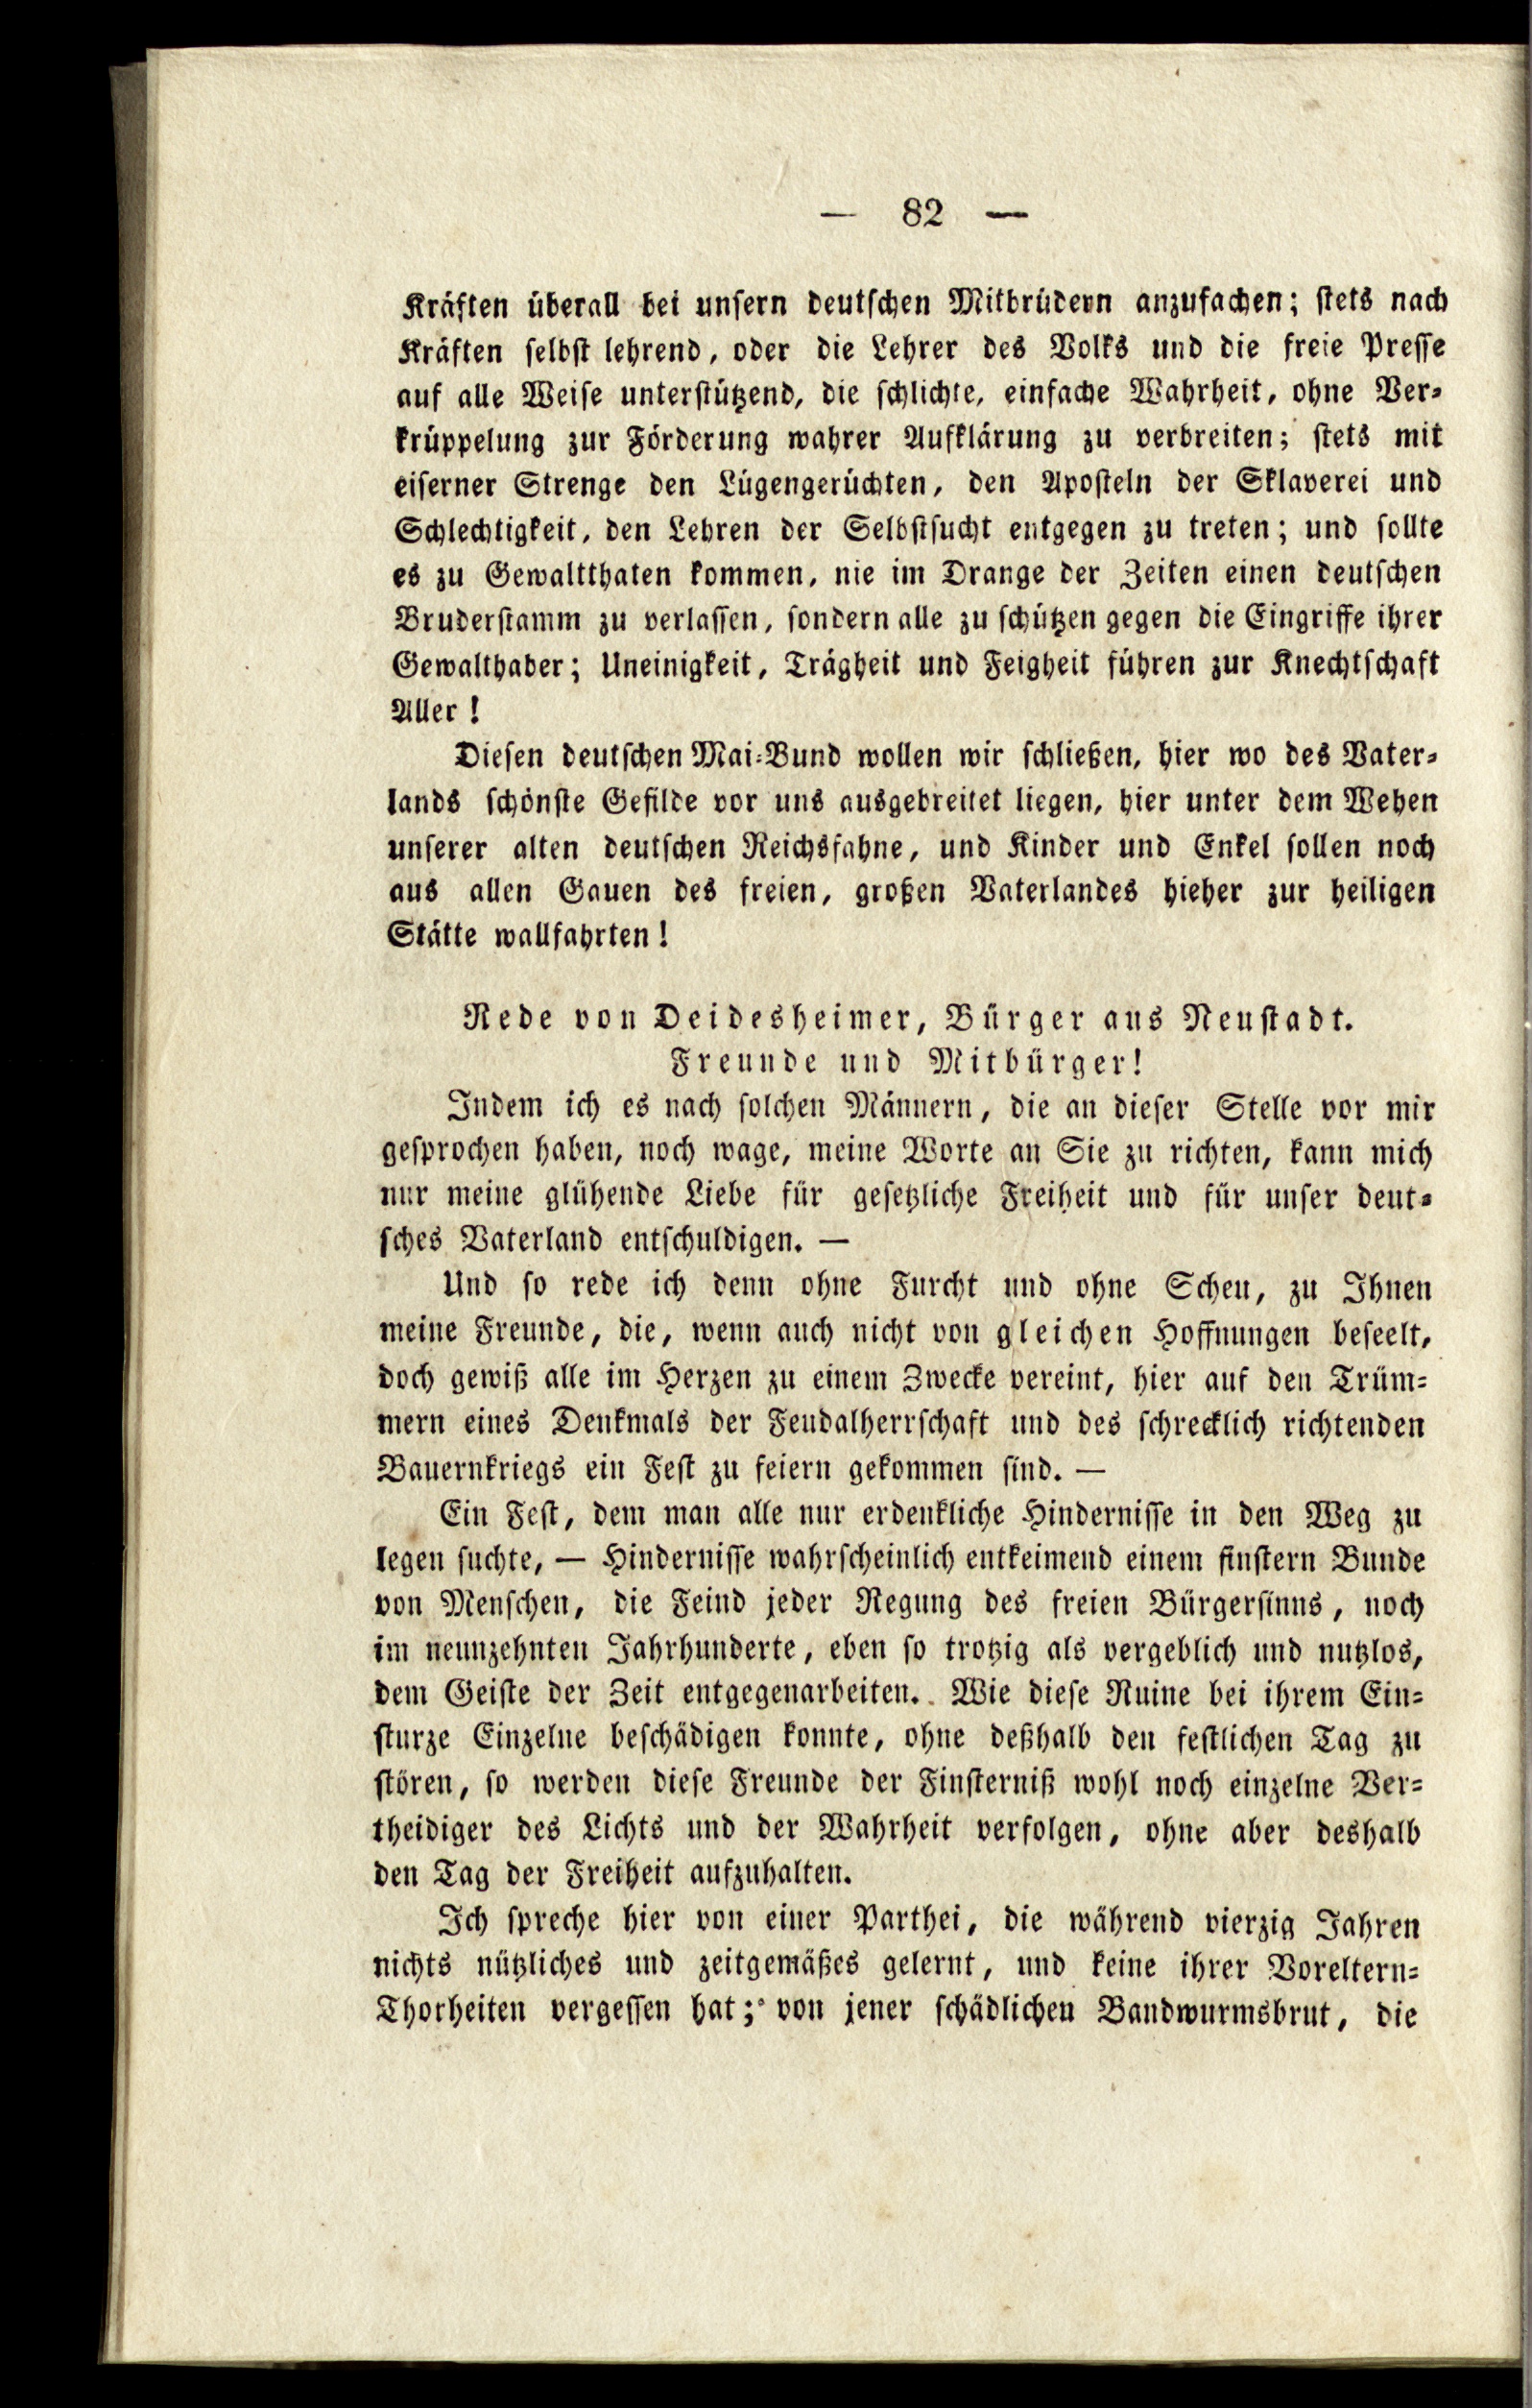 — 82 —
Kräften überall bei unsern deutschen Mitbrüdern anzufachen; stets nach
Kräften selbst lehrend, oder die Lehrer des Volks und die freie Presse
auf alle Weise unterstützend, die schlichte, einfache Wahrheit, ohne Ver-
krüppelung zur Förderung wahrer Aufklärung zu verbreiten; stets mit
eiserner Strenge den Lügengerüchten, den Aposteln der Sklaverei und
Schlechtigkeit, den Lehren der Selbstsucht entgegen zu treten; und sollte
es zu Gewaltthaten kommen, nie im Drange der Zeiten einen deutschen
Bruderstamm zu verlassen, sondern alle zu schützen gegen die Eingriffe ihrer
Gewalthaber; Uneinigkeit, Trägheit und Feigheit führen zur Knechtschaft
Aller!
Diesen deutschen Mai-Bund wollen wir schließen, hier wo des Vater-
lands schönste Gefilde vor uns ausgebreitet liegen, hier unter dem Wehen
unserer alten deutschen Reichsfahne, und Kinder und Enkel sollen noch
aus allen Gauen des freien, großen Vaterlandes hieher zur heiligen
Stätte wallfahrten!
Rede von Deidesheimer, Bürger aus Neustadt.
Freunde und Mitbürger!
Indem ich es nach solchen Männern, die an dieser Stelle vor mir
gesprochen haben, noch wage, meine Worte an Sie zu richten, kann mich
nur meine glühende Liebe für gesetzliche Freiheit und für unser deut-
sches Vaterland entschuldigen. —
Und so rede ich denn ohne Furcht und ohne Scheu, zu Ihnen
meine Freunde, die, wenn auch nicht von gleichen Hoffnungen beseelt,
doch gewiß alle im Herzen zu einem Zwecke vereint, hier auf den Trüm-
mern eines Denkmals der Feudalherrschaft und des schrecklich richtenden
Bauernkriegs ein Fest zu feiern gekommen sind. —
Ein Fest, dem man alle nur erdenkliche Hindernisse in den Weg zu
legen suchte, — Hindernisse wahrscheinlich entkeimend einem finstern Bunde
von Menschen, die Feind jeder Regung des freien Bürgersinns, noch
im neunzehnten Jahrhunderte, eben so trotzig als vergeblich und nutzlos,
dem Geiste der Zeit entgegenarbeiten. Wie diese Ruine bei ihrem Ein-
sturze Einzelne beschädigen konnte, ohne deßhalb den festlichen Tag zu
stören, so werden diese Freunde der Finsterniß wohl noch einzelne Ver-
theidiger des Lichts und der Wahrheit verfolgen, ohne aber deshalb
den Tag der Freiheit aufzuhalten.
Ich spreche hier von einer Parthei, die während vierzig Jahren
nichts nützliches und zeitgemäßes gelernt, und keine ihrer Voreltern-
Thorheiten vergessen hat; von jener schädlichen Bandwurmsbrut, die